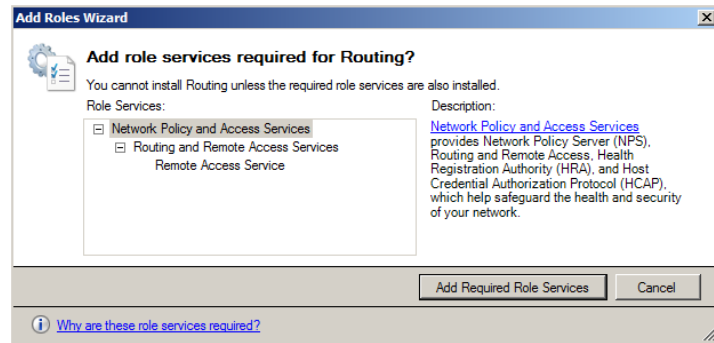 Add Roles Wizard
Add role services required for Routing?
You cannot install Routing unless the required role services are also installed.
Role Services:
Network Policy and Access Services
Routing and Remote Access Services
Remote Access Service
Description:
Network Policy and Access Services
provides Network Policy Server (NPS),
Routing and Remote Access, Health
Registration Authority (HRA), and Host
Credential Authorization Protocol (HCAP),
which help safeguard the health and security
of your network.
Add Required Role Services
Cancel
Why are these role services required?